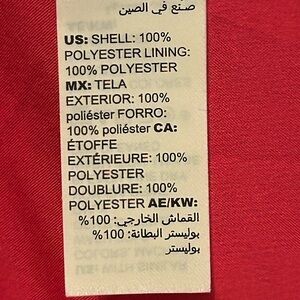 صنع في الصين
US: SHELL: 100%
POLYESTER LINING:
100% POLYESTER
MX: TELA
EXTERIOR: 100%
poliéster FORRO:
100% poliéster CA:
ÉTOFFE
EXTÉRIEURE: 100%
POLYESTER
DOUBLURE: 100%
POLYESTER AE/KW:
القماش الخارجي: 100%
بوليستر البطانة: 100%
بوليستر